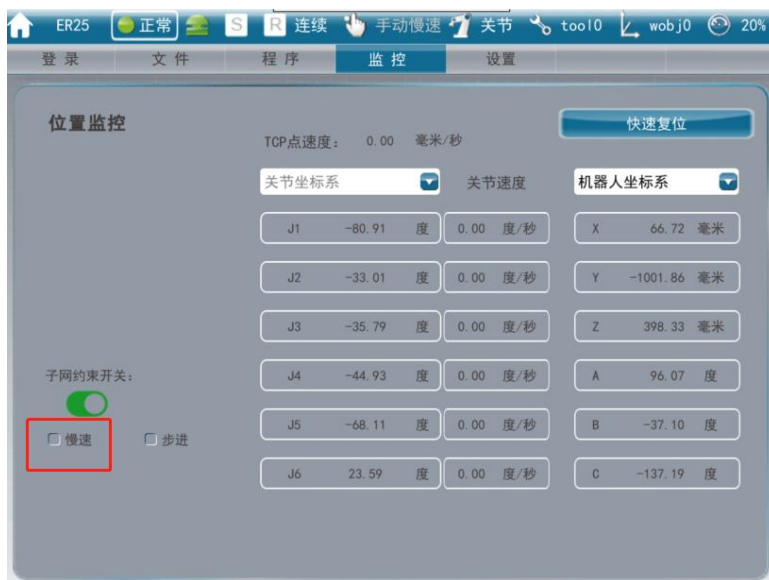 ER25 正常 S R 连续 手动慢速 关节 tool0 wobj0 20%
登录 文件 程序 监控 设置
位置监控
快速复位
TCP点速度: 0.00 毫米/秒
关节坐标系 关节速度 机器人坐标系
J1 -80.91 度 0.00 度/秒 X 66.72 毫米
J2 -33.01 度 0.00 度/秒 Y -1001.86 毫米
J3 -35.79 度 0.00 度/秒 Z 398.33 毫米
子网约束开关:
J4 -44.93 度 0.00 度/秒 A 96.07 度
J5 -68.11 度 0.00 度/秒 B -37.10 度
慢速 步进
J6 23.59 度 0.00 度/秒 C -137.19 度